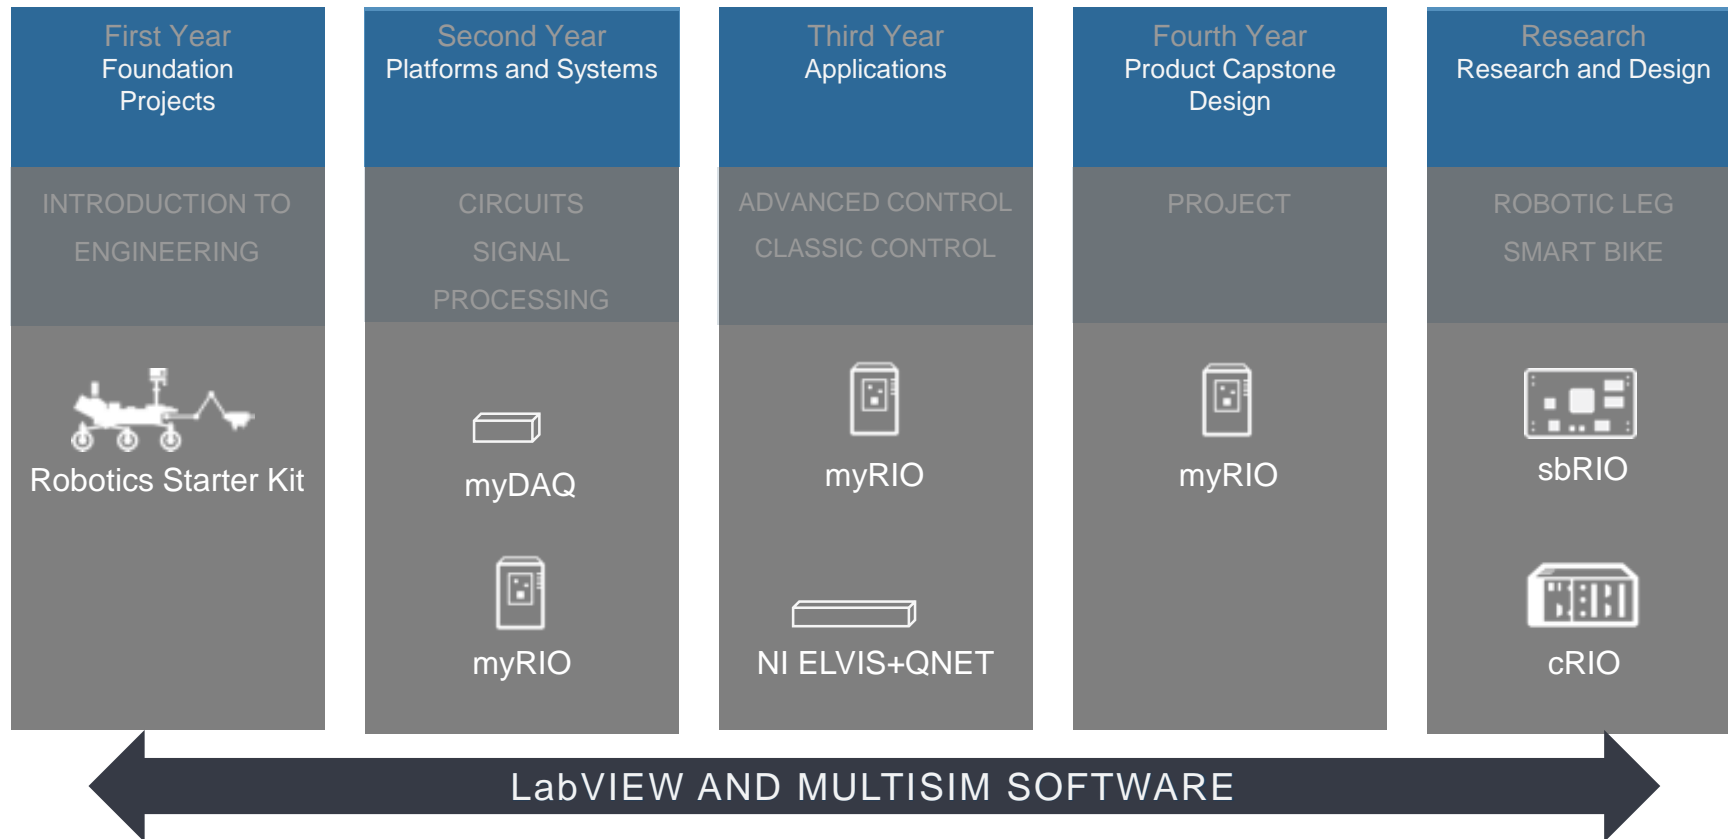 First Year
Foundation
Projects
INTRODUCTION TO
ENGINEERING
Robotics Starter Kit
Second Year
Platforms and Systems
CIRCUITS
SIGNAL
PROCESSING
myDAQ
myRIO
Third Year
Applications
ADVANCED CONTROL
CLASSIC CONTROL
myRIO
NI ELVIS+QNET
Fourth Year
Product Capstone
Design
PROJECT
myRIO
Research
Research and Design
ROBOTIC LEG
SMART BIKE
sbRIO
cRIO
LabVIEW AND MULTISIM SOFTWARE